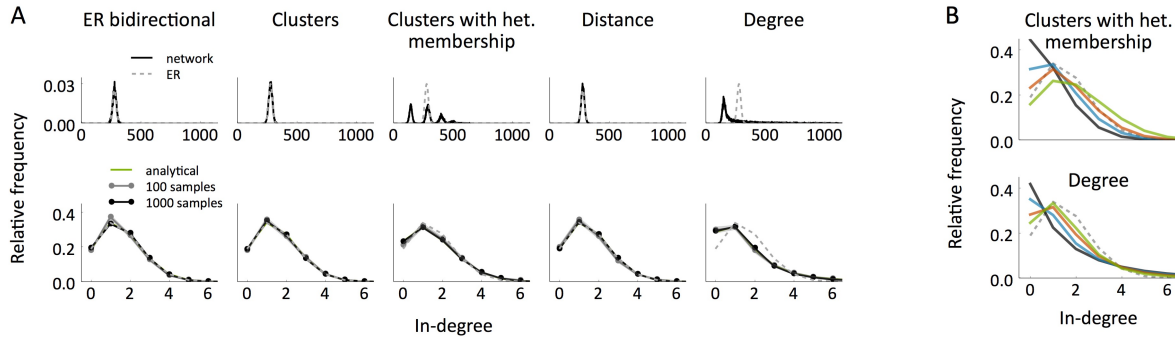 A
ER bidirectional
Clusters
Clusters with het.
membership
Distance
Degree
network
ER
0.03
0.00
0 500 1000
0 500 1000
0 500 1000
0 500 1000
0 500 1000
Relative frequency
analytical
100 samples
1000 samples
0.4
0.2
0.0
0 2 4 6
0 2 4 6
0 2 4 6
0 2 4 6
0 2 4 6
In-degree
B
Clusters with het.
membership
0.4
0.2
0.0
Relative frequency
Degree
0.4
0.2
0.0
0 2 4 6
In-degree